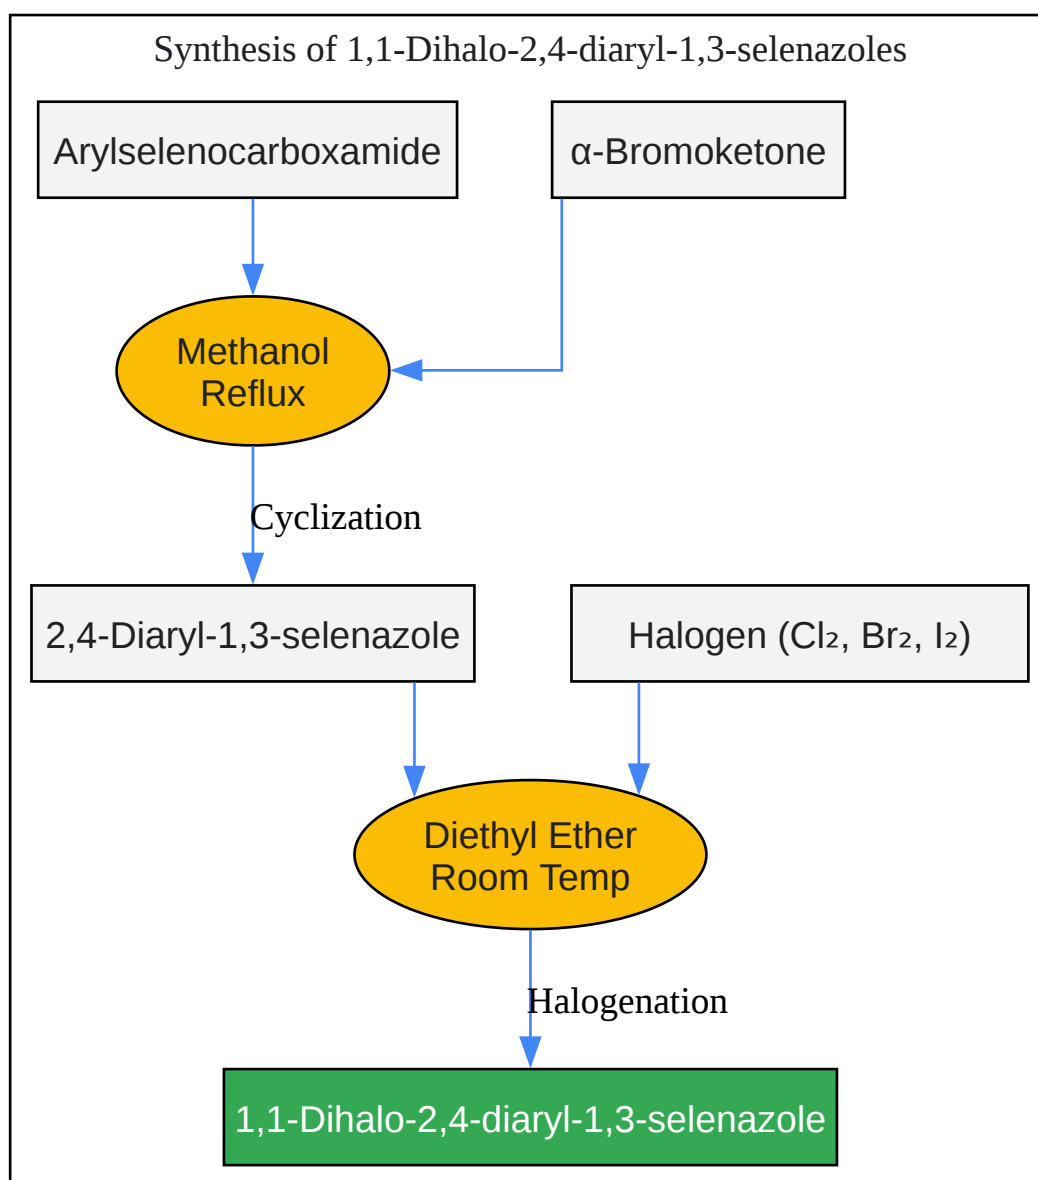 Synthesis of 1,1-Dihalo-2,4-diaryl-1,3-selenazoles
Arylselenocarboxamide
α-Bromoketone
Methanol
Reflux
Cyclization
2,4-Diaryl-1,3-selenazole
Halogen (Cl₂, Br₂, I₂)
Diethyl Ether
Room Temp
Halogenation
1,1-Dihalo-2,4-diaryl-1,3-selenazole